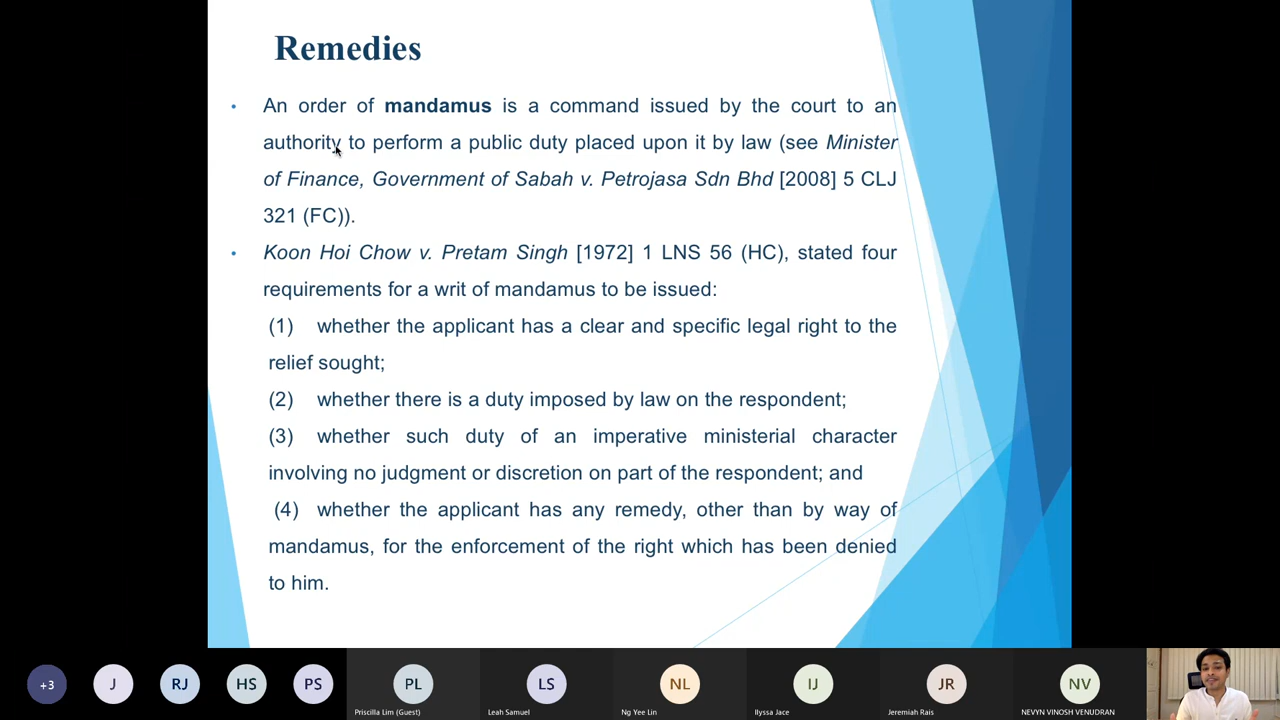 Remedies
• An order of mandamus is a command issued by the court to an
authority to perform a public duty placed upon it by law (see Minister
of Finance, Government of Sabah v. Petrojasa Sdn Bhd [2008] 5 CLJ
321 (FC)).
• Koon Hoi Chow v. Pretam Singh [1972] 1 LNS 56 (HC), stated four
requirements for a writ of mandamus to be issued:
(1) whether the applicant has a clear and specific legal right to the
relief sought;
(2) whether there is a duty imposed by law on the respondent;
(3) whether such duty of an imperative ministerial character
involving no judgment or discretion on part of the respondent; and
(4) whether the applicant has any remedy, other than by way of
mandamus, for the enforcement of the right which has been denied
to him.
+3 J RJ HS PS PL LS NL IJ JR NV
Priscilla Lim (Guest) Leah Samuel Ng Yee Lin Ilyssa Jace Jeremiah Rais NEVYN VINOSH VENUDRAN